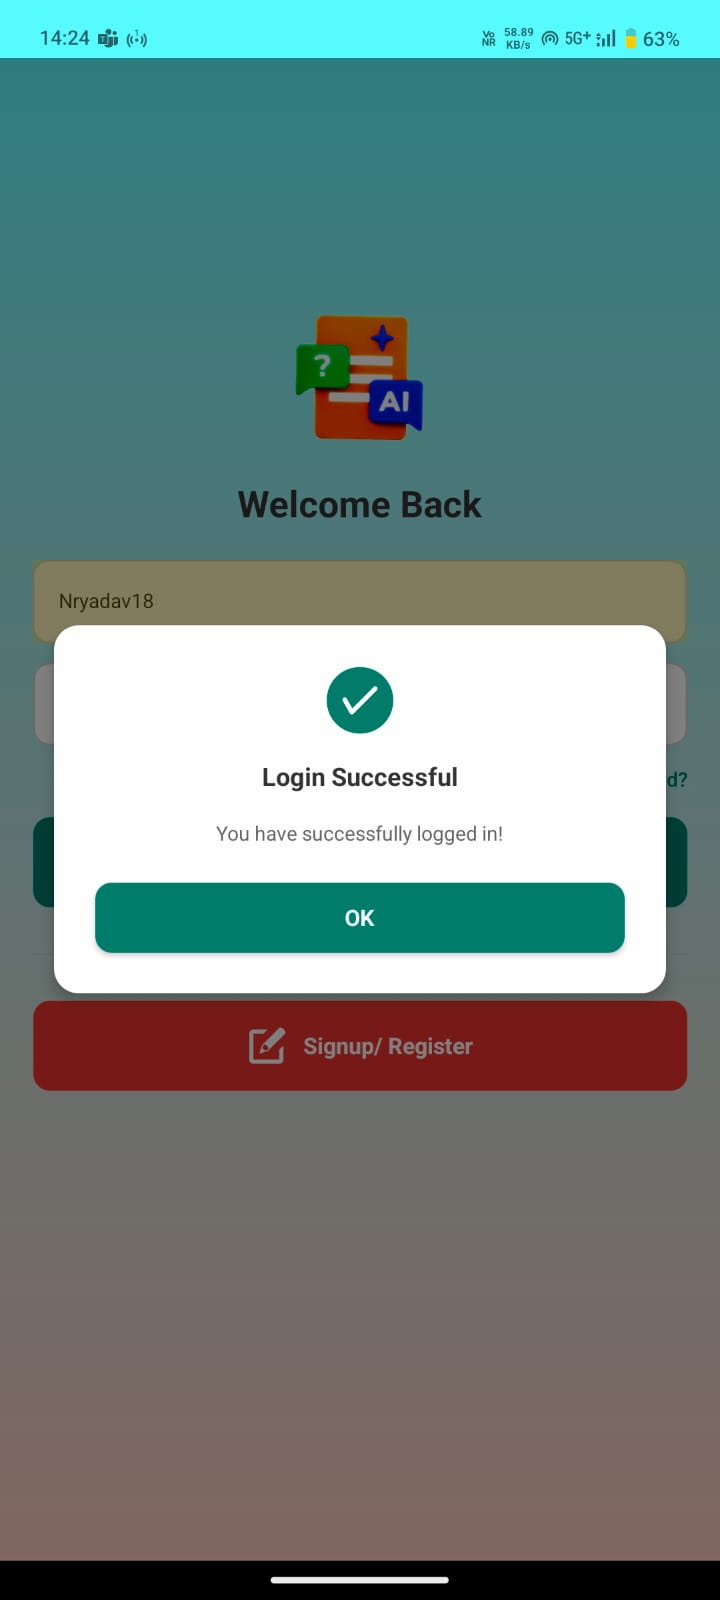 14:24
Vo NR 58.89 KB/s 5G+ 63%
?
AI
Welcome Back
Nryadav18
Login Successful
d?
You have successfully logged in!
OK
Signup/ Register